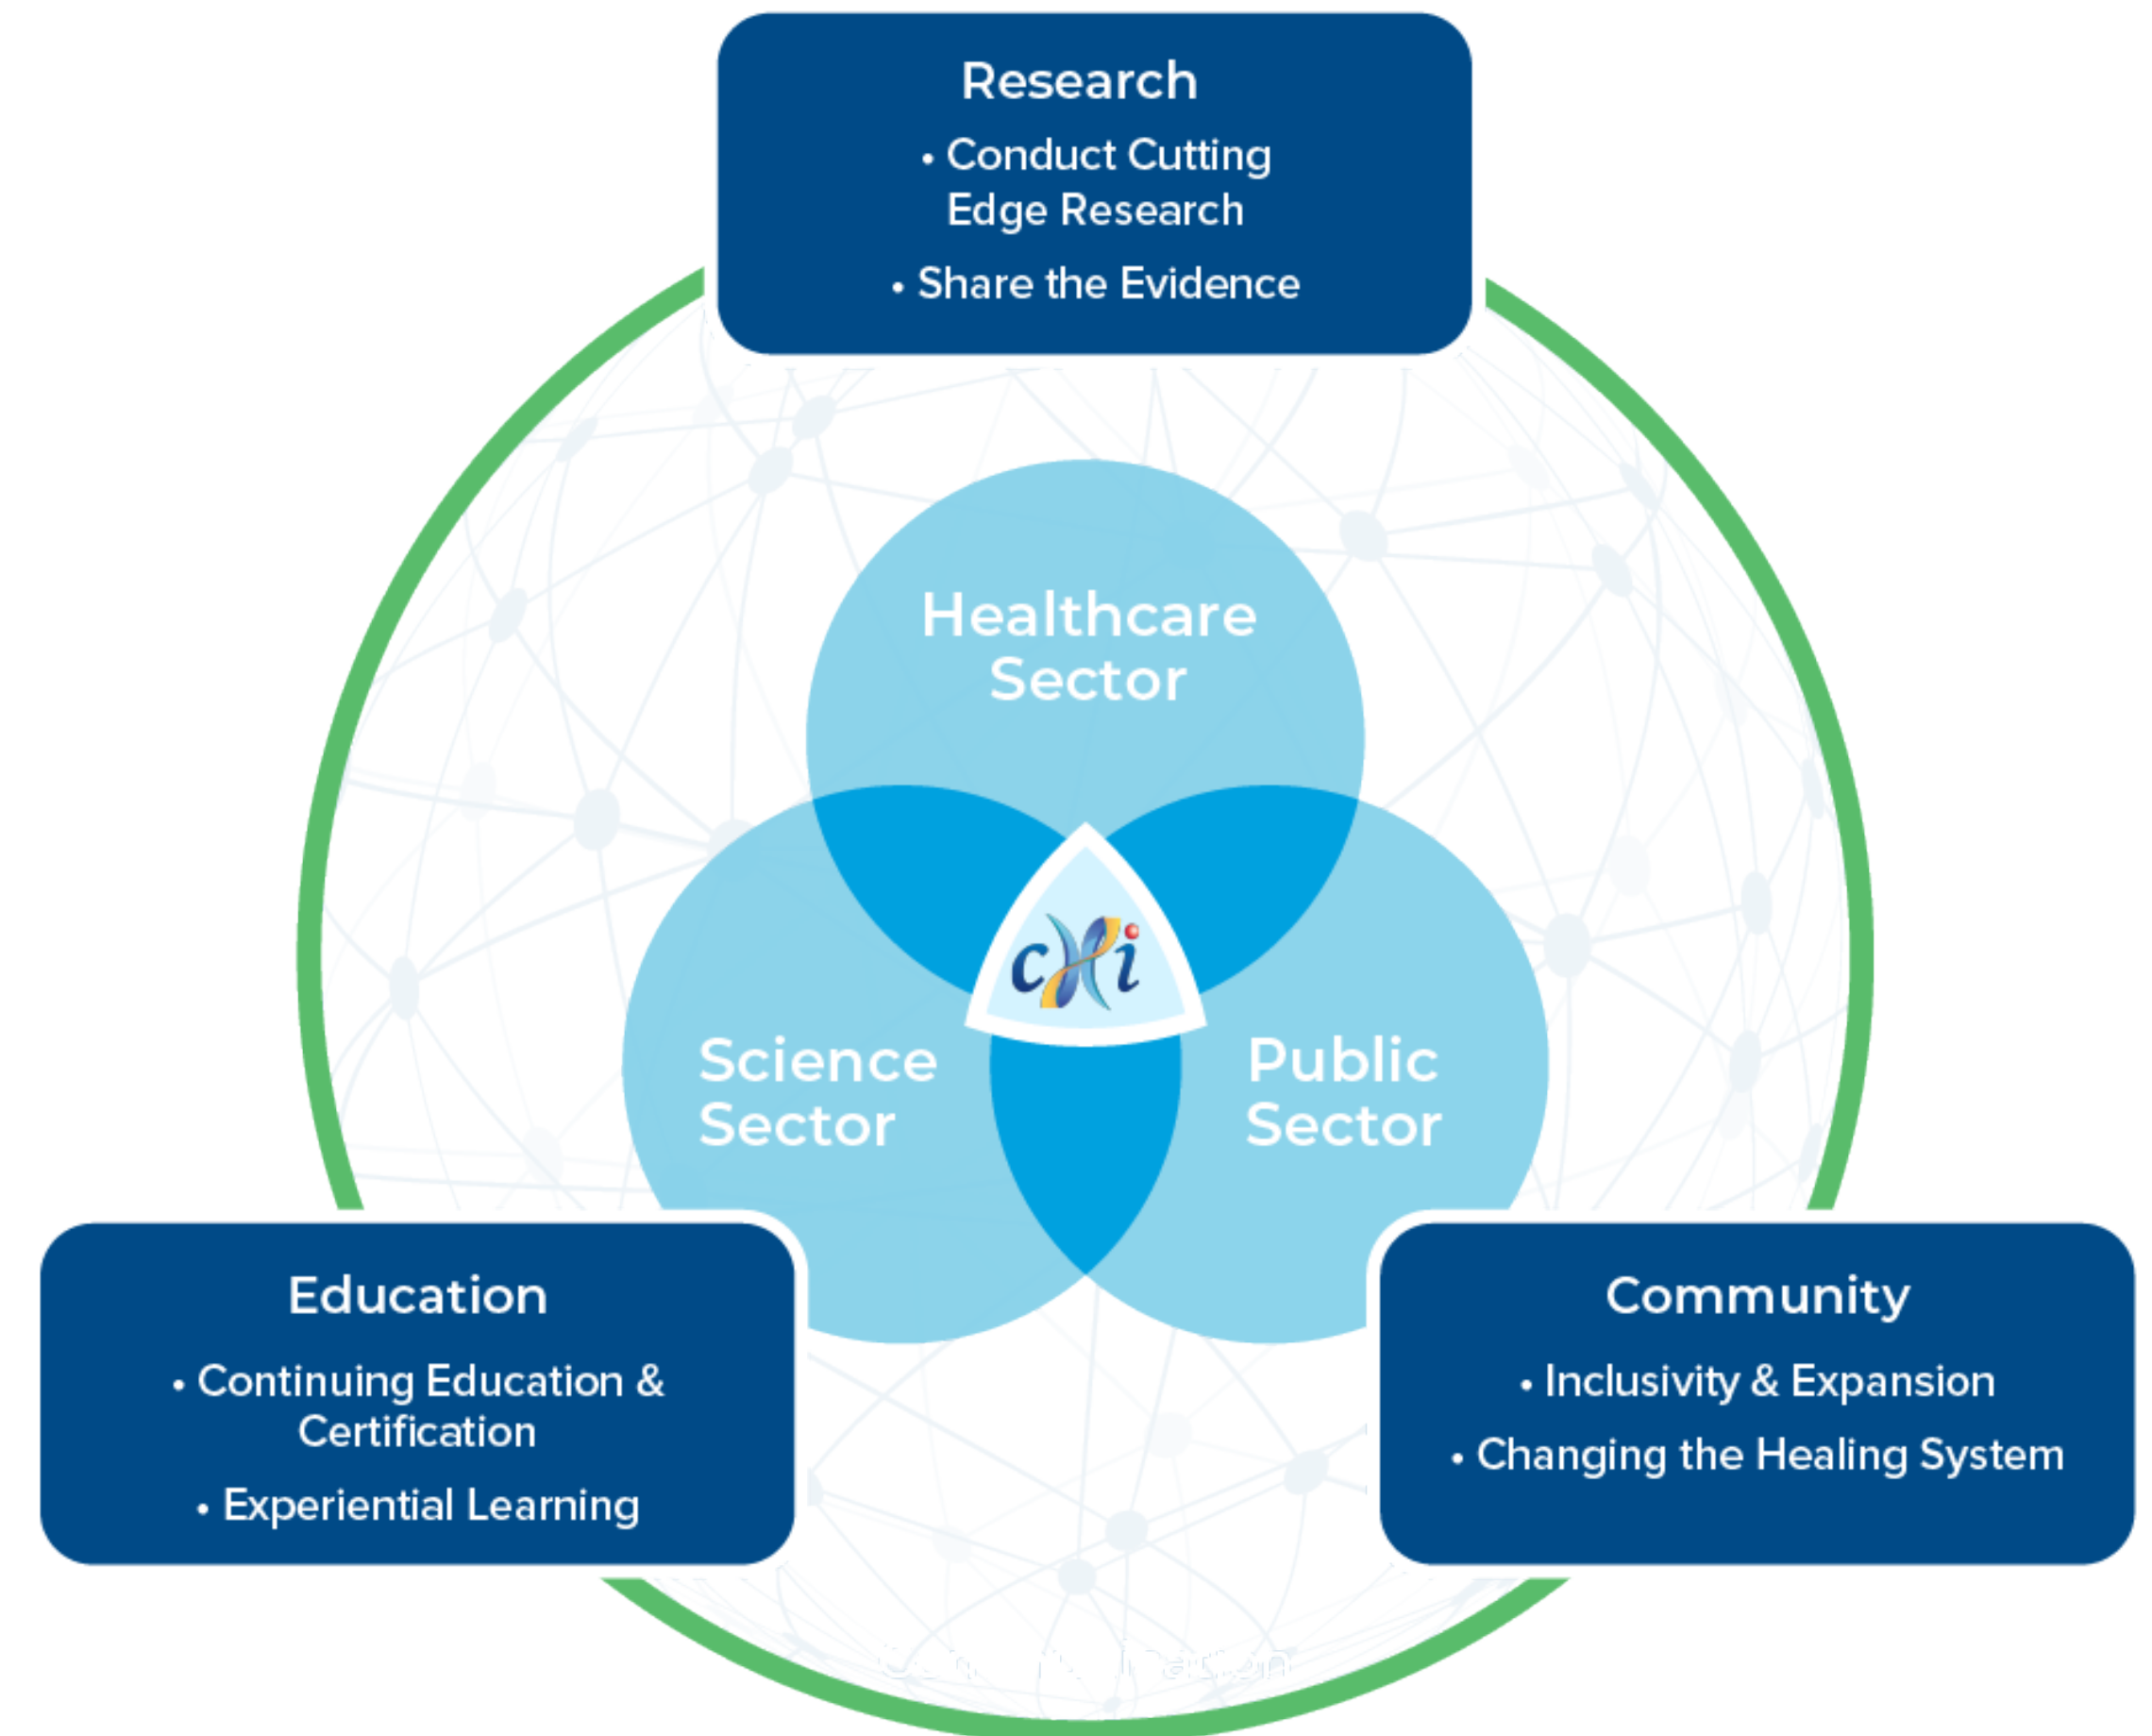 Research
• Conduct Cutting
Edge Research
• Share the Evidence
Healthcare
Sector
cHi
Science
Sector
Public
Sector
Education
• Continuing Education &
Certification
• Experiential Learning
Community
• Inclusivity & Expansion
• Changing the Healing System